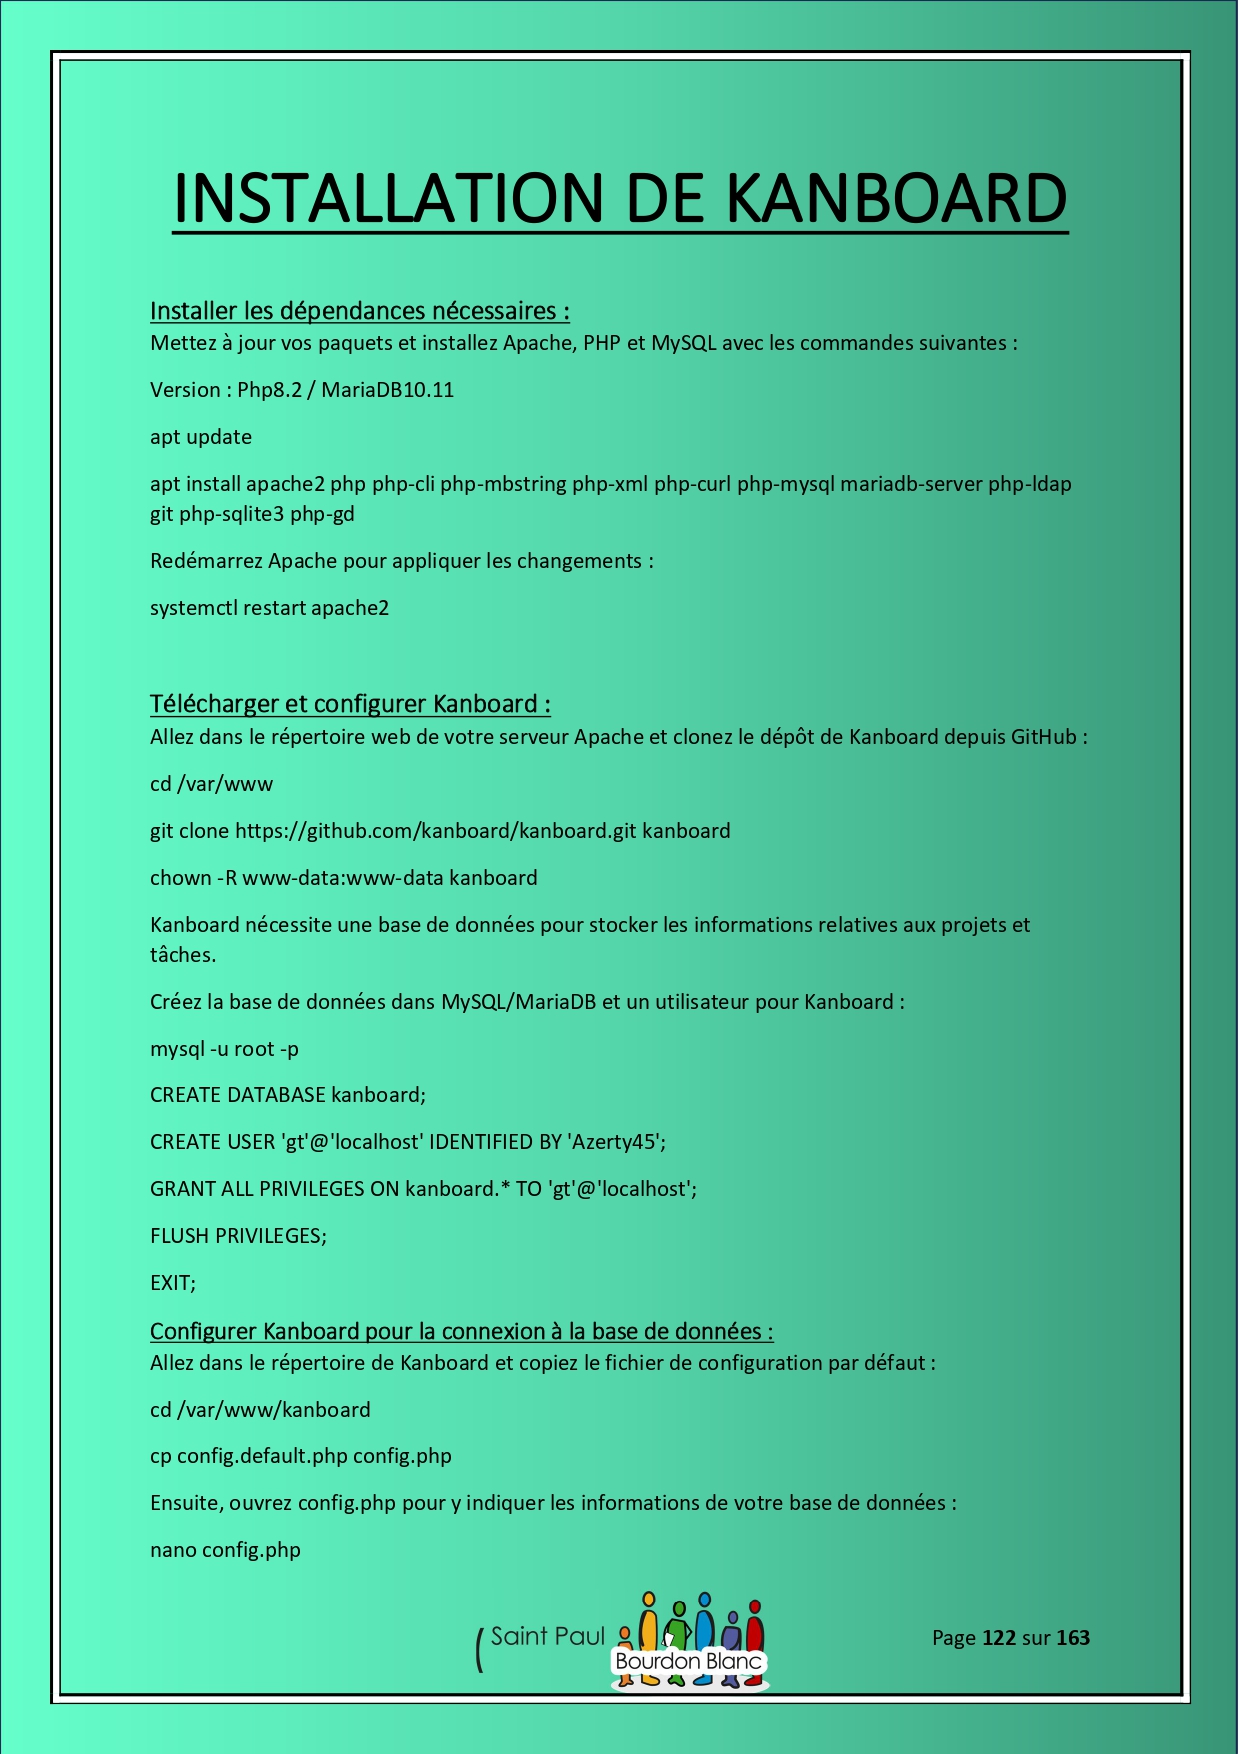 INSTALLATION DE KANBOARD
Installer les dépendances nécessaires :
Mettez à jour vos paquets et installez Apache, PHP et MySQL avec les commandes suivantes :
Version : Php8.2 / MariaDB10.11
apt update
apt install apache2 php php-cli php-mbstring php-xml php-curl php-mysql mariadb-server php-ldap
git php-sqlite3 php-gd
Redémarrez Apache pour appliquer les changements :
systemctl restart apache2
Télécharger et configurer Kanboard :
Allez dans le répertoire web de votre serveur Apache et clonez le dépôt de Kanboard depuis GitHub :
cd /var/www
git clone https://github.com/kanboard/kanboard.git kanboard
chown -R www-data:www-data kanboard
Kanboard nécessite une base de données pour stocker les informations relatives aux projets et
tâches.
Créez la base de données dans MySQL/MariaDB et un utilisateur pour Kanboard :
mysql -u root -p
CREATE DATABASE kanboard;
CREATE USER 'gt'@'localhost' IDENTIFIED BY 'Azerty45';
GRANT ALL PRIVILEGES ON kanboard.* TO 'gt'@'localhost';
FLUSH PRIVILEGES;
EXIT;
Configurer Kanboard pour la connexion à la base de données :
Allez dans le répertoire de Kanboard et copiez le fichier de configuration par défaut :
cd /var/www/kanboard
cp config.default.php config.php
Ensuite, ouvrez config.php pour y indiquer les informations de votre base de données :
nano config.php
Saint Paul
Bourdon Blanc
Page 122 sur 163